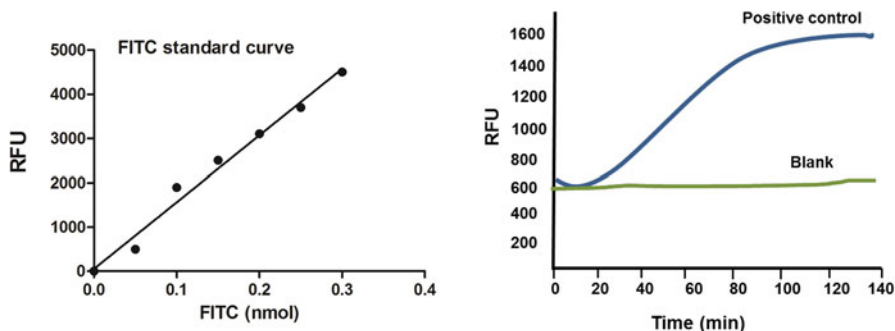 FITC standard curve
RFU
5000
4000
3000
2000
1000
0
0.0 0.1 0.2 0.3 0.4
FITC (nmol)
Positive control
Blank
RFU
1600
1400
1200
1000
800
600
400
200
0 20 40 60 80 100 120 140
Time (min)